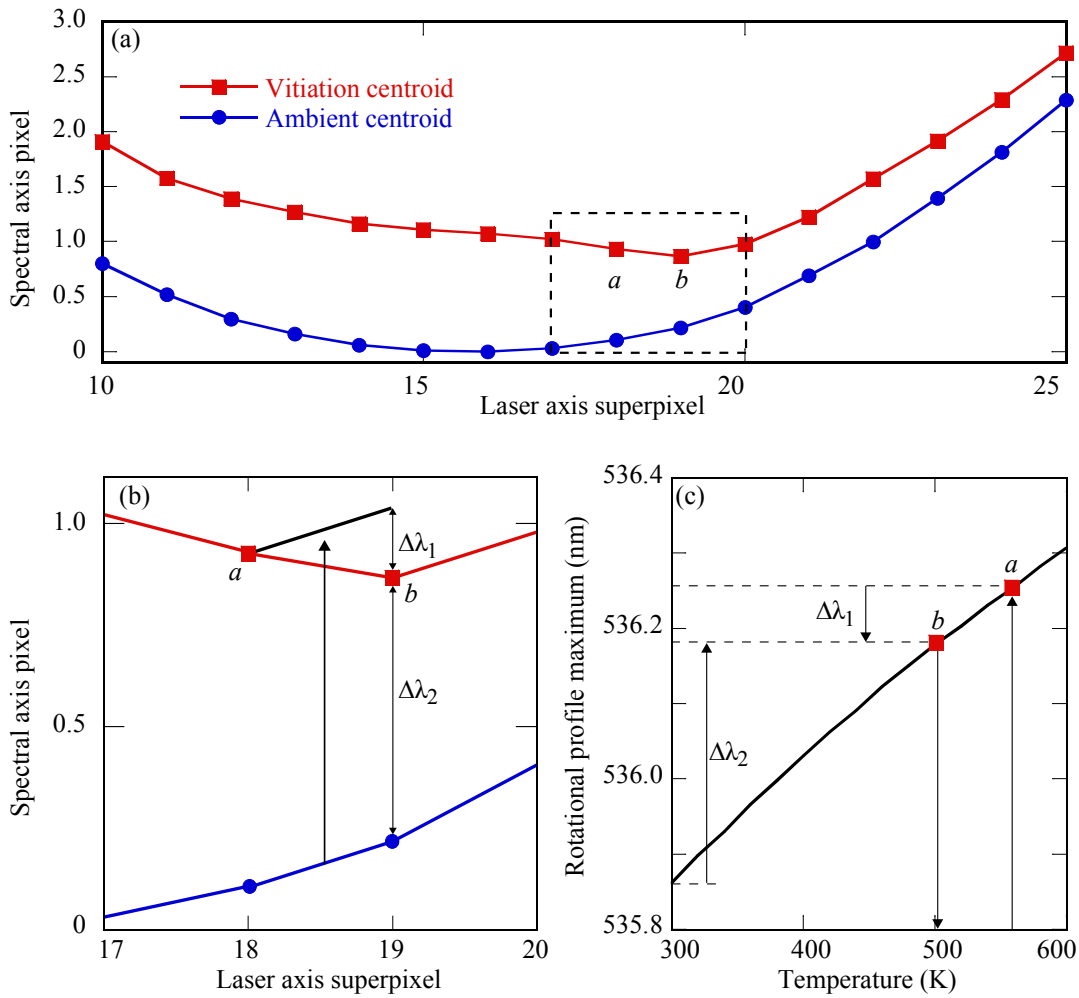 (a)
Spectral axis pixel
3.0
2.5
2.0
1.5
1.0
0.5
0
Vitiation centroid
Ambient centroid
a
b
10
15
20
25
Laser axis superpixel
(b)
Spectral axis pixel
1.0
0.5
0
a
b
Δλ1
Δλ2
17
18
19
20
Laser axis superpixel
(c)
Rotational profile maximum (nm)
536.4
536.2
536.0
535.8
a
b
Δλ1
Δλ2
300
400
500
600
Temperature (K)